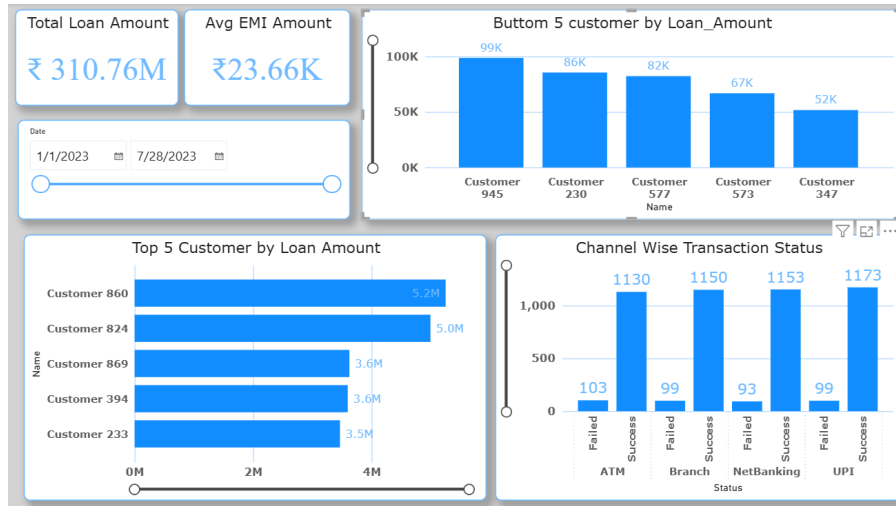 Total Loan Amount
₹ 310.76M
Avg EMI Amount
₹23.66K
Date
1/1/2023
7/28/2023
Buttom 5 customer by Loan_Amount
100K
50K
0K
99K
86K
82K
67K
52K
Customer 945
Customer 230
Customer 577
Customer 573
Customer 347
Name
Top 5 Customer by Loan Amount
Name
Customer 860
5.2M
Customer 824
5.0M
Customer 869
3.6M
Customer 394
3.6M
Customer 233
3.5M
0M
2M
4M
Channel Wise Transaction Status
1,000
500
0
103
1130
99
1150
93
1153
99
1173
Failed
Success
Failed
Success
Failed
Success
Failed
Success
ATM
Branch
NetBanking
UPI
Status